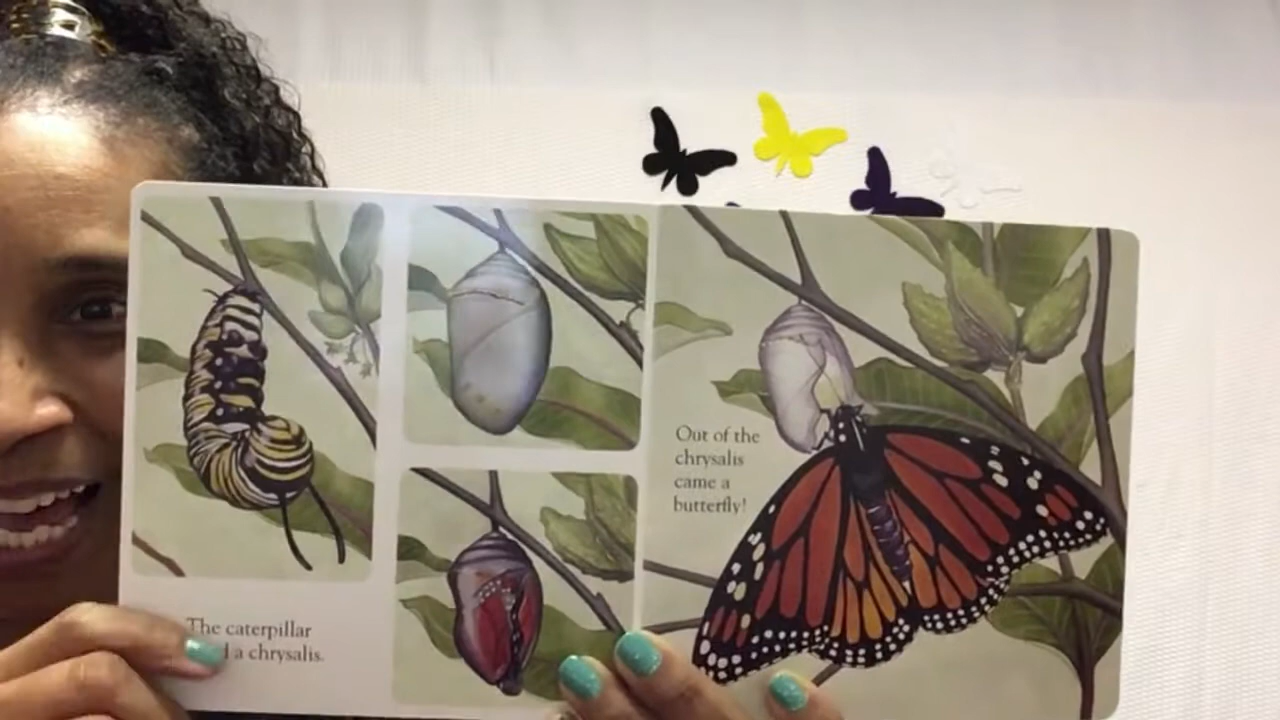 The caterpillar
a chrysalis.
Out of the
chrysalis
came a
butterfly!